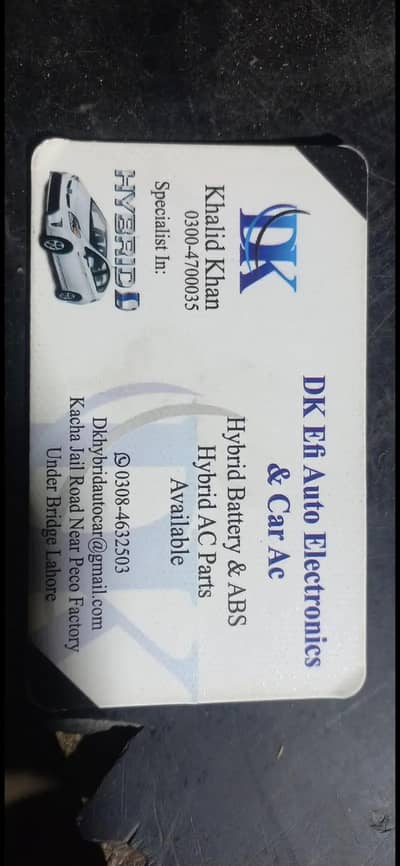 DK
DK Efi Auto Electronics
& Car Ac
Khalid Khan
0300-4700035
Specialist In:
HYBRID
Hybrid Battery & ABS
Hybrid AC Parts
Available
0308-4632503
Dkhybridautocar@gmail.com
Kacha Jail Road Near Peco Factory
Under Bridge Lahore